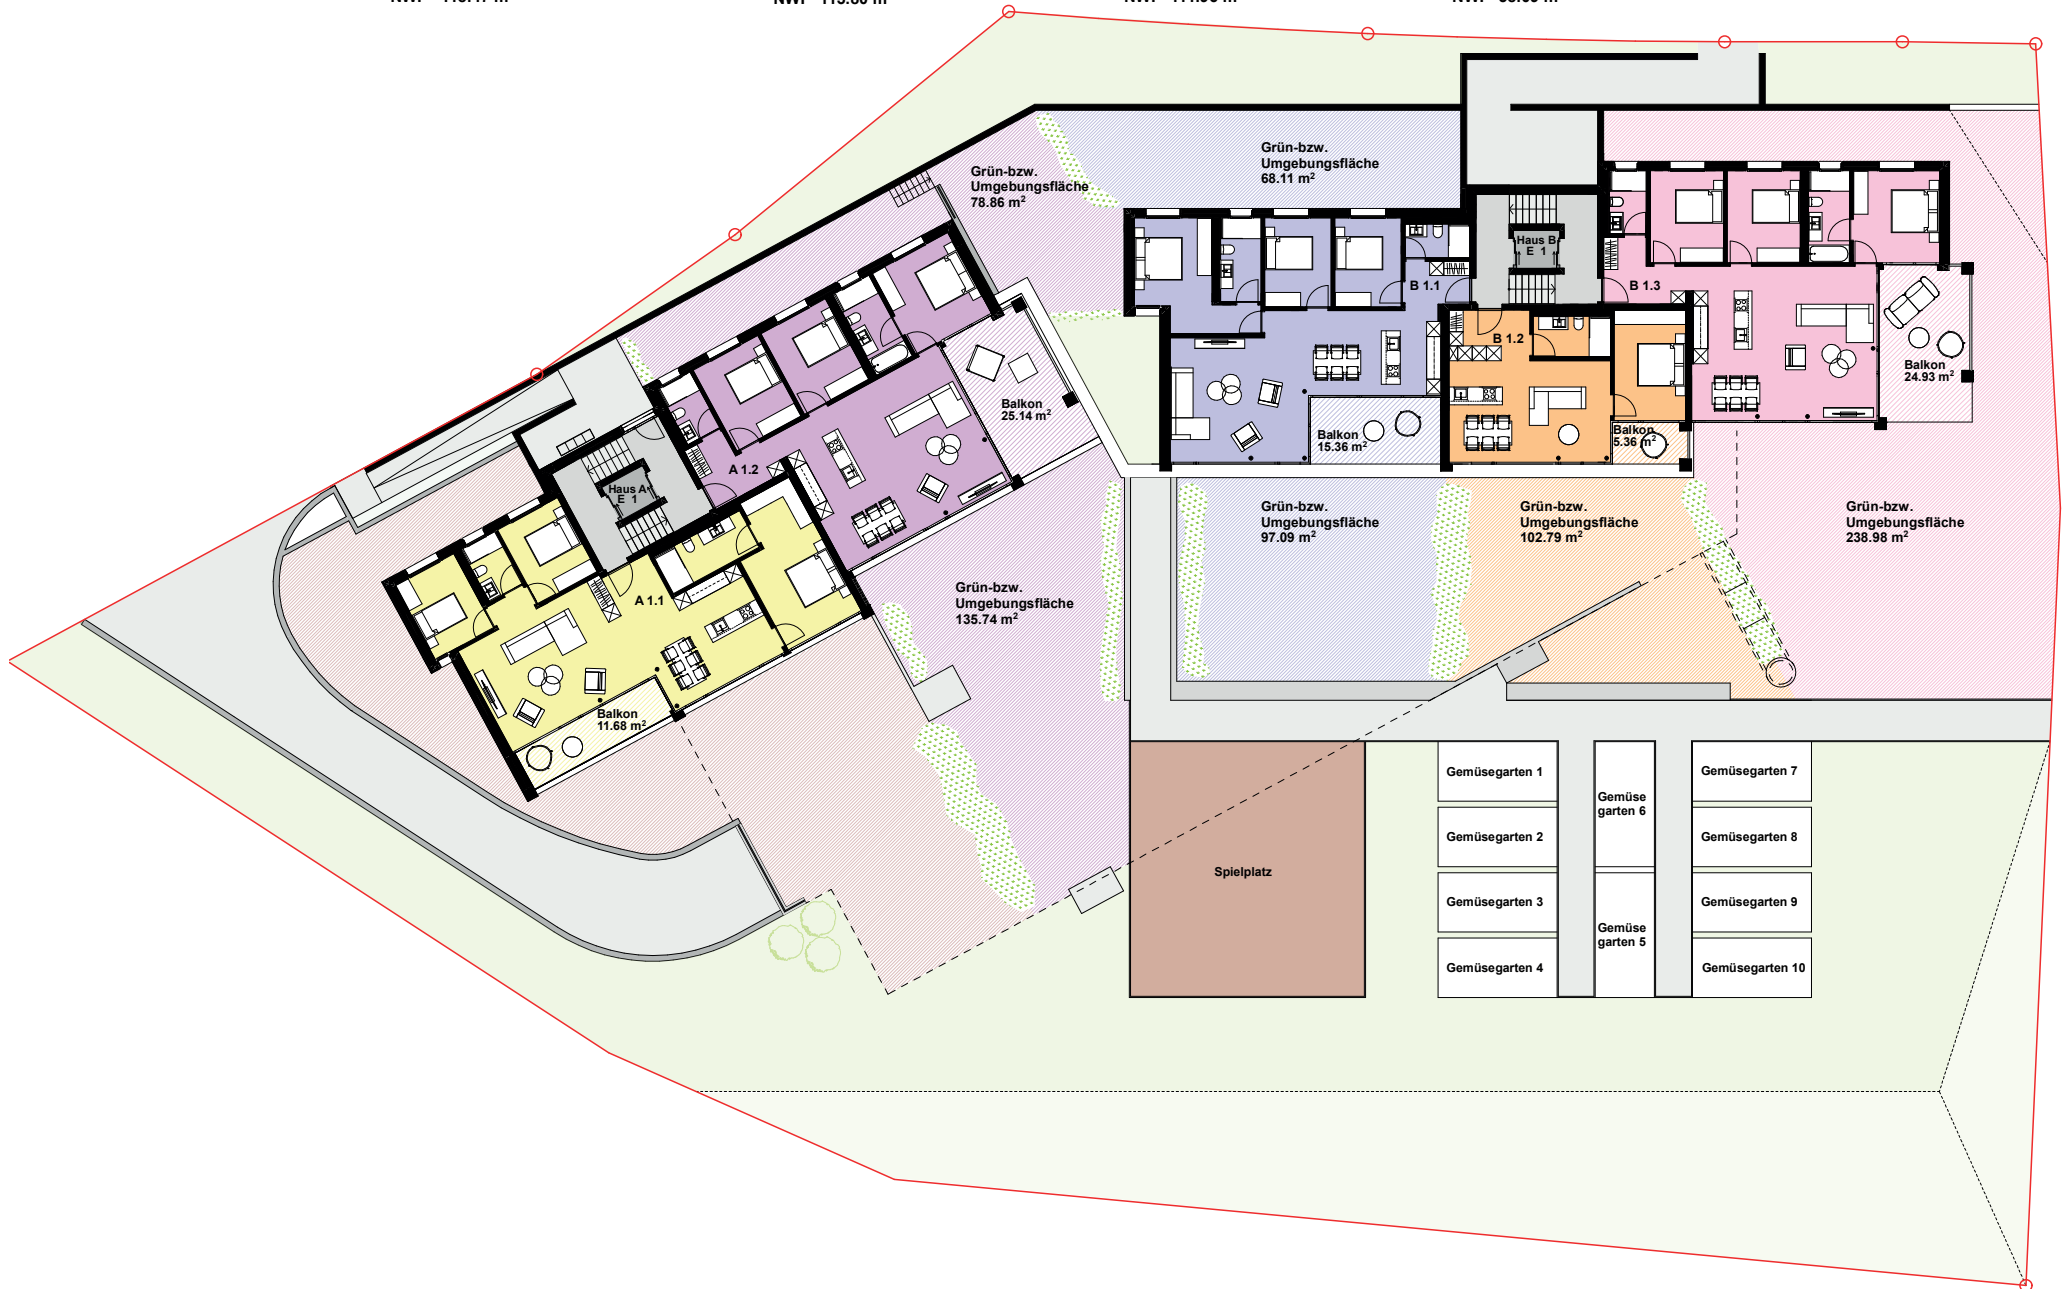 Grün-bzw.
Umgebungsfläche
68.11 m²
Grün-bzw.
Umgebungsfläche
78.86 m²
Haus B
E 1
B 1.1
B 1.3
B 1.2
Balkon
24.93 m²
Balkon
25.14 m²
Balkon
15.36 m²
Balkon
5.36 m²
A 1.2
Haus A
E 1
Grün-bzw.
Umgebungsfläche
97.09 m²
Grün-bzw.
Umgebungsfläche
102.79 m²
Grün-bzw.
Umgebungsfläche
238.98 m²
A 1.1
Grün-bzw.
Umgebungsfläche
135.74 m²
Balkon
11.68 m²
Gemüsegarten 1
Gemüse
garten 6
Gemüsegarten 7
Gemüsegarten 2
Gemüsegarten 8
Spielplatz
Gemüsegarten 3
Gemüsegarten 9
Gemüse
garten 5
Gemüsegarten 4
Gemüsegarten 10